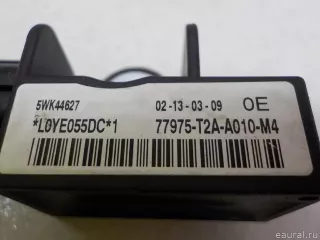 5WK44627 02-13-03-09 OE
*L0YE055DC*1 77975-T2A-A010-M4
eaural.ru